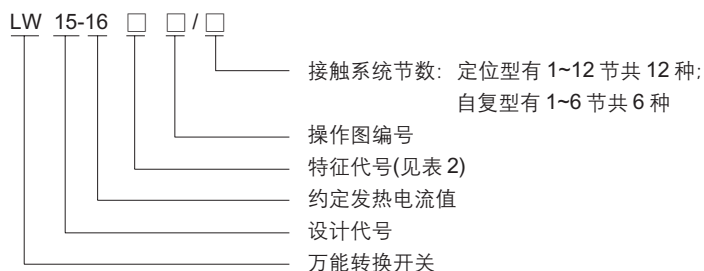 LW 15-16 □ □ / □
接触系统节数: 定位型有 1~12 节共 12 种;
自复型有 1~6 节共 6 种
操作图编号
特征代号(见表 2)
约定发热电流值
设计代号
万能转换开关